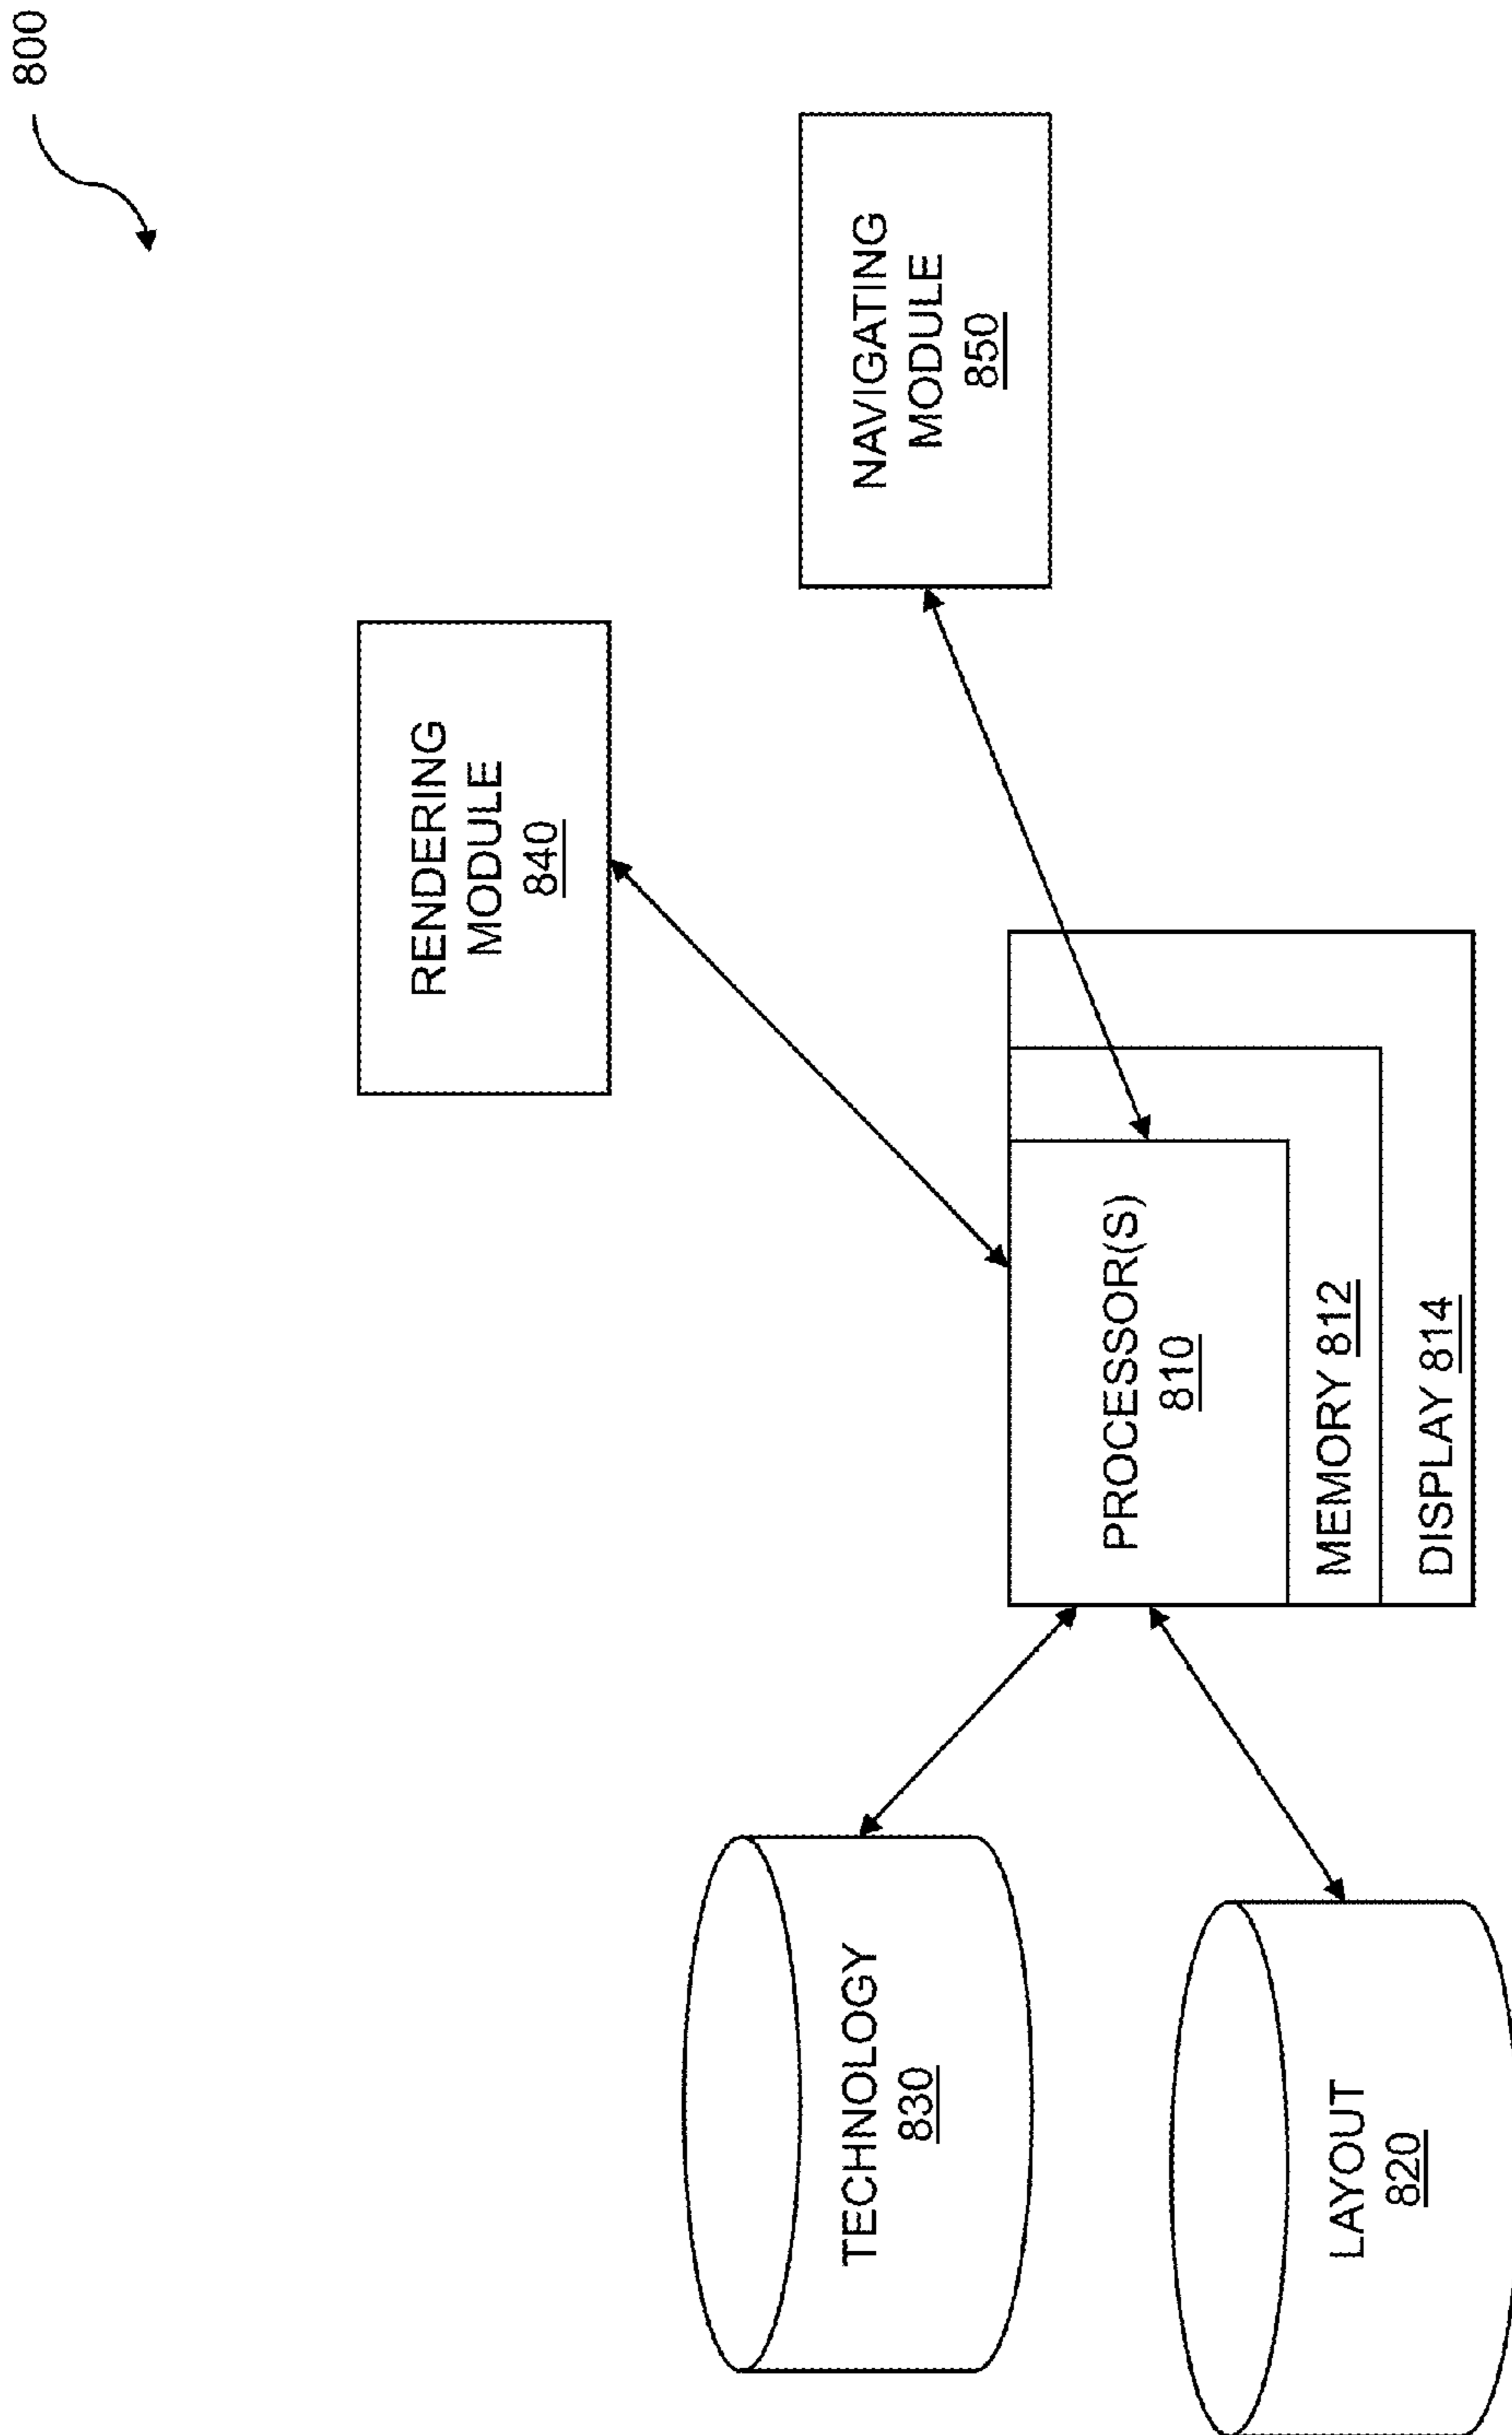 800
TECHNOLOGY
830
LAYOUT
820
PROCESSOR(S)
810
MEMORY 812
DISPLAY 814
RENDERING
MODULE
840
NAVIGATING
MODULE
850